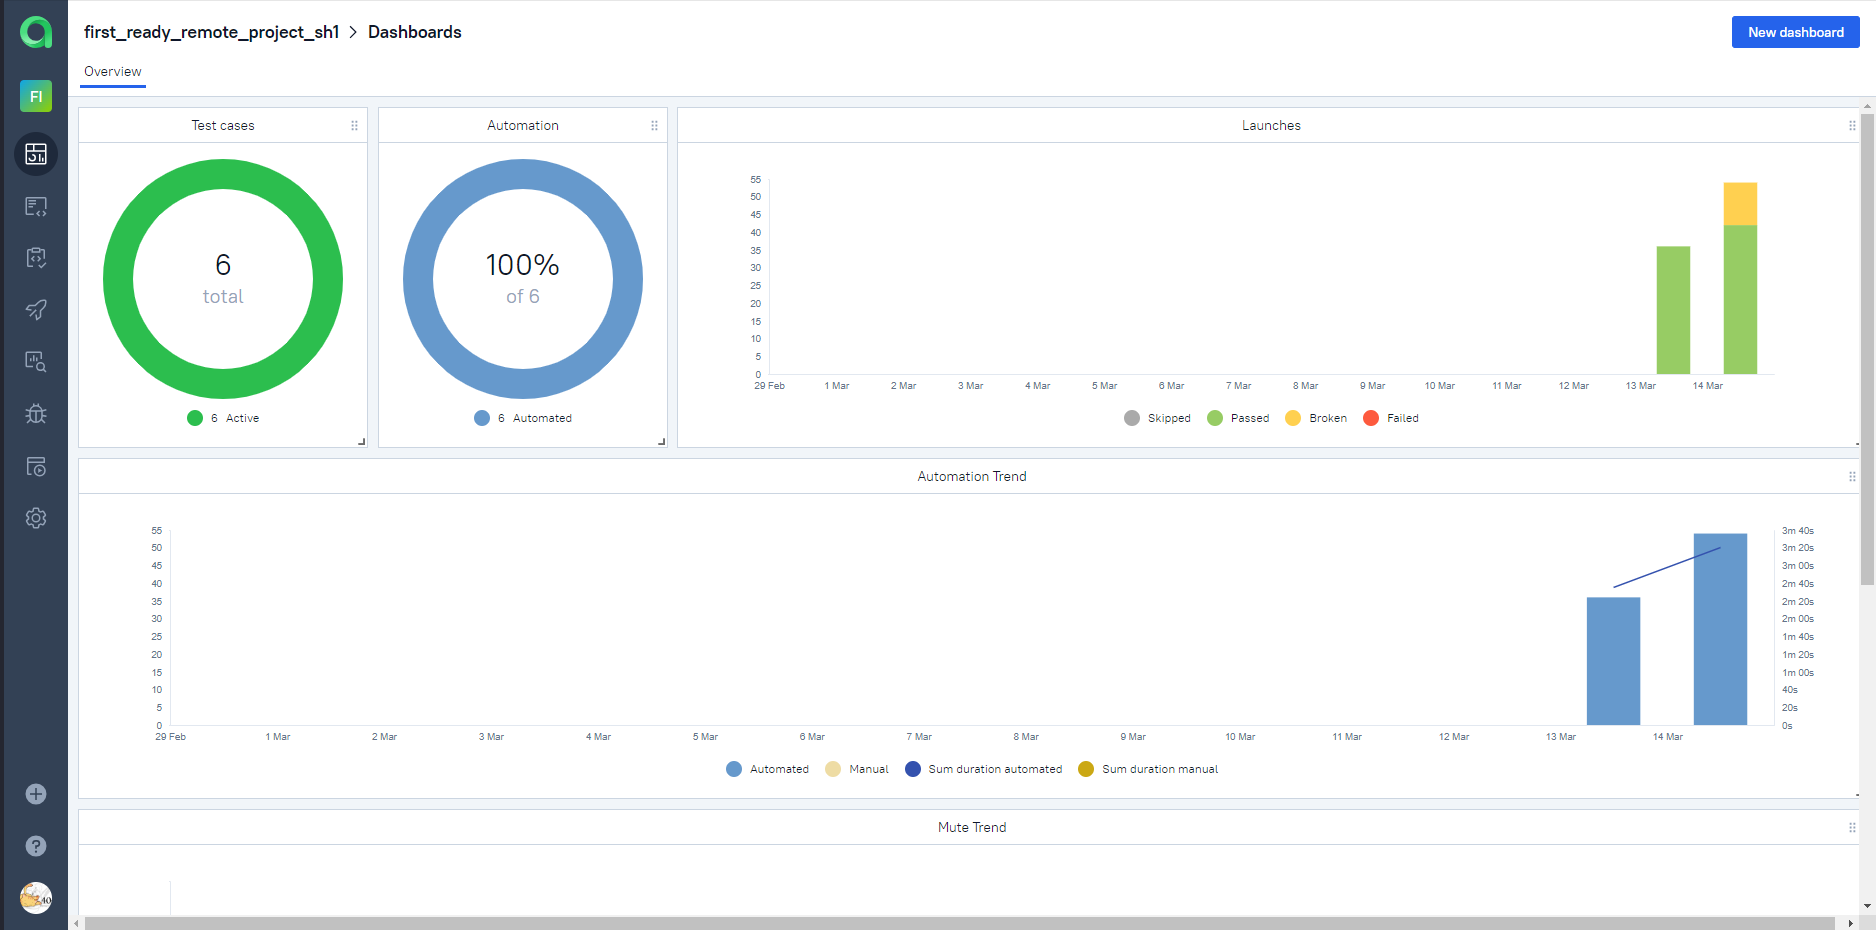 first_ready_remote_project_sh1 > Dashboards
New dashboard
Overview
FI
Test cases
6
total
6 Active
Automation
100%
of 6
6 Automated
Launches
55
50
45
40
35
30
25
20
15
10
5
0
29 Feb 1 Mar 2 Mar 3 Mar 4 Mar 5 Mar 6 Mar 7 Mar 8 Mar 9 Mar 10 Mar 11 Mar 12 Mar 13 Mar 14 Mar
Skipped Passed Broken Failed
Automation Trend
55 3m 40s
50 3m 20s
45 3m 00s
40 2m 40s
35 2m 20s
30 2m 00s
25 1m 40s
20 1m 20s
15 1m 00s
10 40s
5 20s
0 0s
29 Feb 1 Mar 2 Mar 3 Mar 4 Mar 5 Mar 6 Mar 7 Mar 8 Mar 9 Mar 10 Mar 11 Mar 12 Mar 13 Mar 14 Mar
Automated Manual Sum duration automated Sum duration manual
Mute Trend